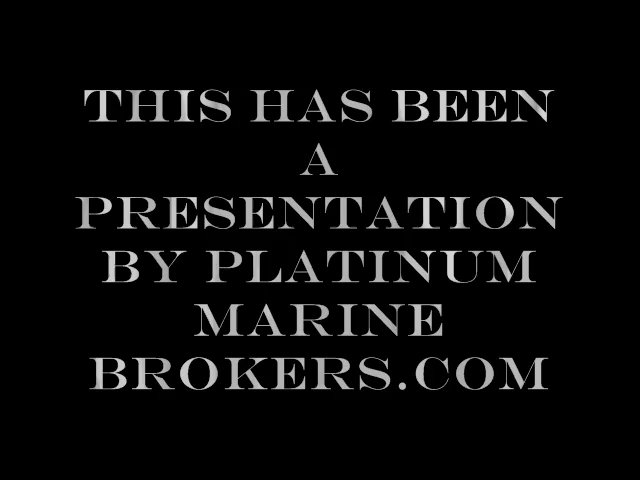 THIS HAS BEEN
A
PRESENTATION
BY PLATINUM
MARINE
BROKERS.COM